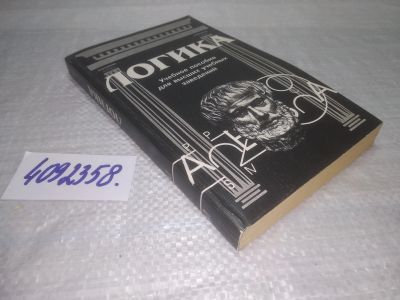 ЛОГИКА
Учебное пособие
для высших учебных
заведений
4092358.